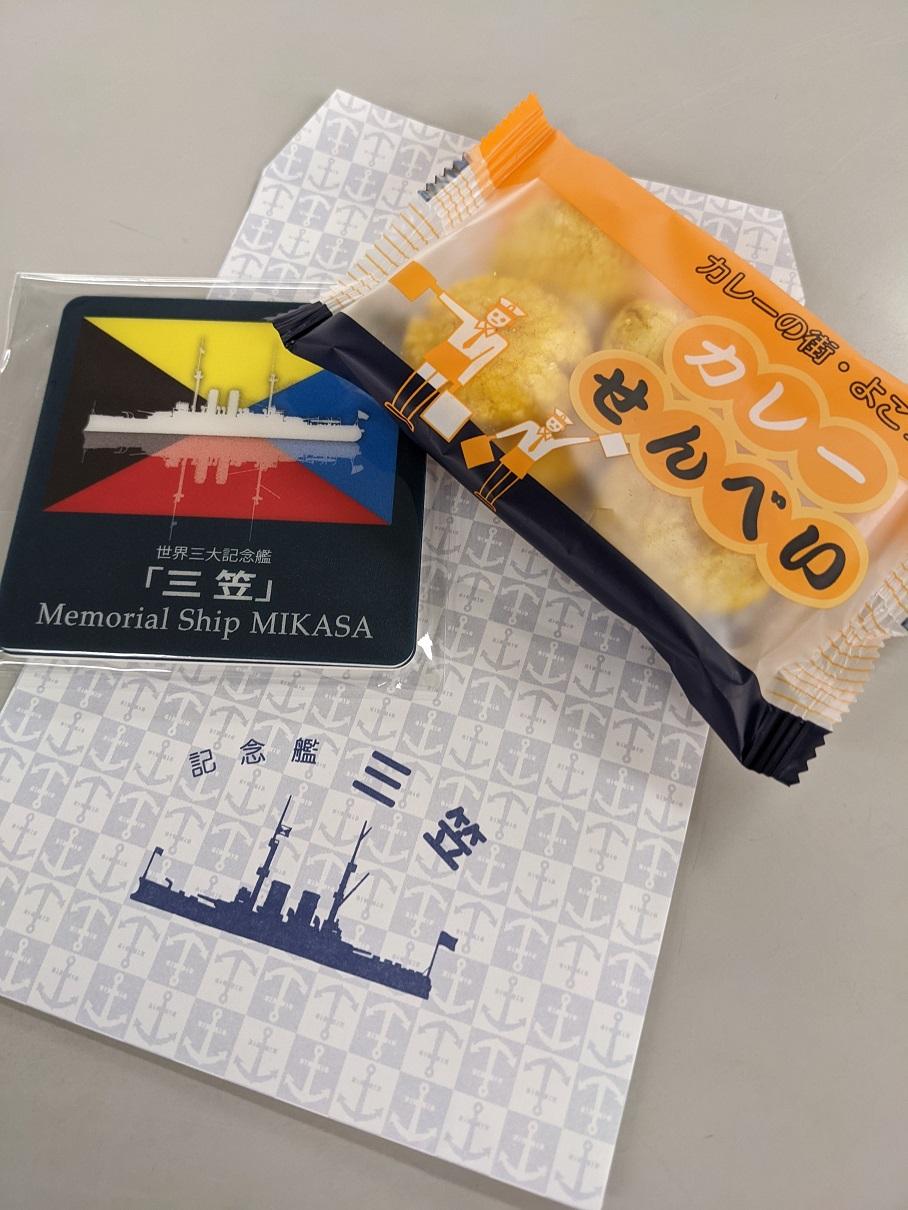 カレーの街・よこ
カレー
せんべい
世界三大記念艦
「三笠」
Memorial Ship MIKASA
記念艦 三笠